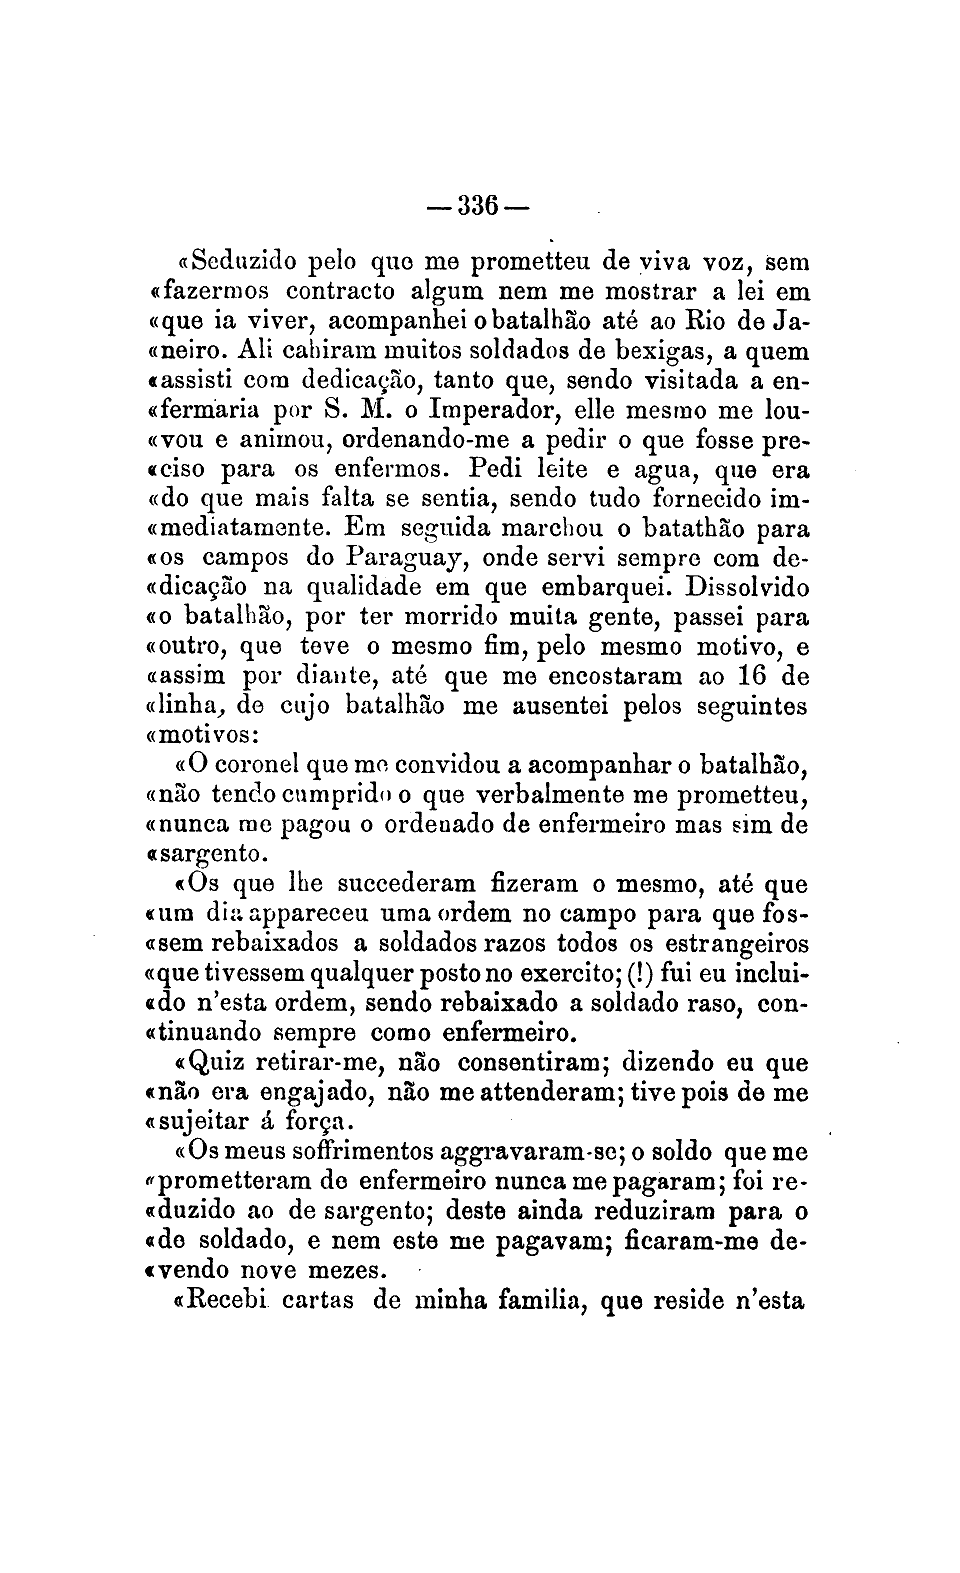 — 336 —
«Seduzido pelo que me prometteu de viva voz, sem
«fazermos contracto algum nem me mostrar a lei em
«que ia viver, acompanhei o batalhão até ao Rio de Ja-
«neiro. Ali cahiram muitos soldados de bexigas, a quem
«assisti com dedicação, tanto que, sendo visitada a en-
«fermaria por S. M. o Imperador, elle mesmo me lou-
«vou e animou, ordenando-me a pedir o que fosse pre-
«ciso para os enfermos. Pedi leite e agua, que era
«do que mais falta se sentia, sendo tudo fornecido im-
«mediatamente. Em seguida marchou o batathão para
«os campos do Paraguay, onde servi sempre com de-
«dicação na qualidade em que embarquei. Dissolvido
«o batalhão, por ter morrido muita gente, passei para
«outro, que teve o mesmo fim, pelo mesmo motivo, e
«assim por diante, até que me encostaram ao 16 de
«linha, de cujo batalhão me ausentei pelos seguintes
«motivos:
«O coronel que me convidou a acompanhar o batalhão,
«não tendo cumprido o que verbalmente me prometteu,
«nunca me pagou o ordenado de enfermeiro mas sim de
«sargento.
«Os que lhe succederam fizeram o mesmo, até que
«um dia appareceu uma ordem no campo para que fos-
«sem rebaixados a soldados razos todos os estrangeiros
«que tivessem qualquer posto no exercito; (!) fui eu inclui-
«do n'esta ordem, sendo rebaixado a soldado raso, con-
«tinuando sempre como enfermeiro.
«Quiz retirar-me, não consentiram; dizendo eu que
«não era engajado, não me attenderam; tive pois de me
«sujeitar á força.
«Os meus soffrimentos aggravaram-se; o soldo que me
«prometteram de enfermeiro nunca me pagaram; foi re-
«duzido ao de sargento; deste ainda reduziram para o
«de soldado, e nem este me pagavam; ficaram-me de-
«vendo nove mezes.
«Recebi cartas de minha familia, que reside n'esta